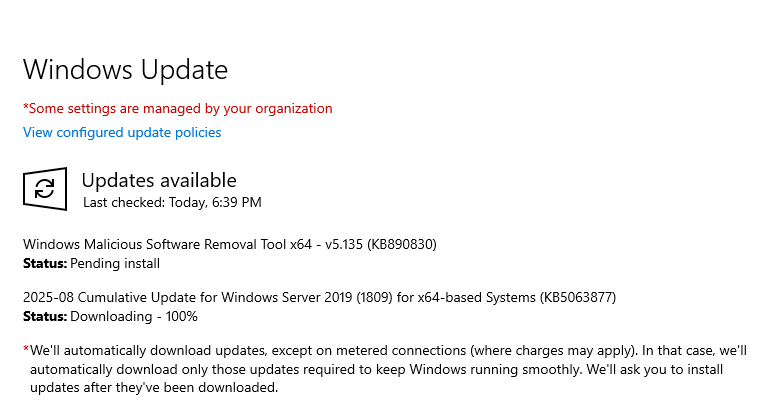 Windows Update
*Some settings are managed by your organization
View configured update policies
Updates available
Last checked: Today, 6:39 PM
Windows Malicious Software Removal Tool x64 - v5.135 (KB890830)
Status: Pending install
2025-08 Cumulative Update for Windows Server 2019 (1809) for x64-based Systems (KB5063877)
Status: Downloading - 100%
*We'll automatically download updates, except on metered connections (where charges may apply). In that case, we'll
automatically download only those updates required to keep Windows running smoothly. We'll ask you to install
updates after they've been downloaded.